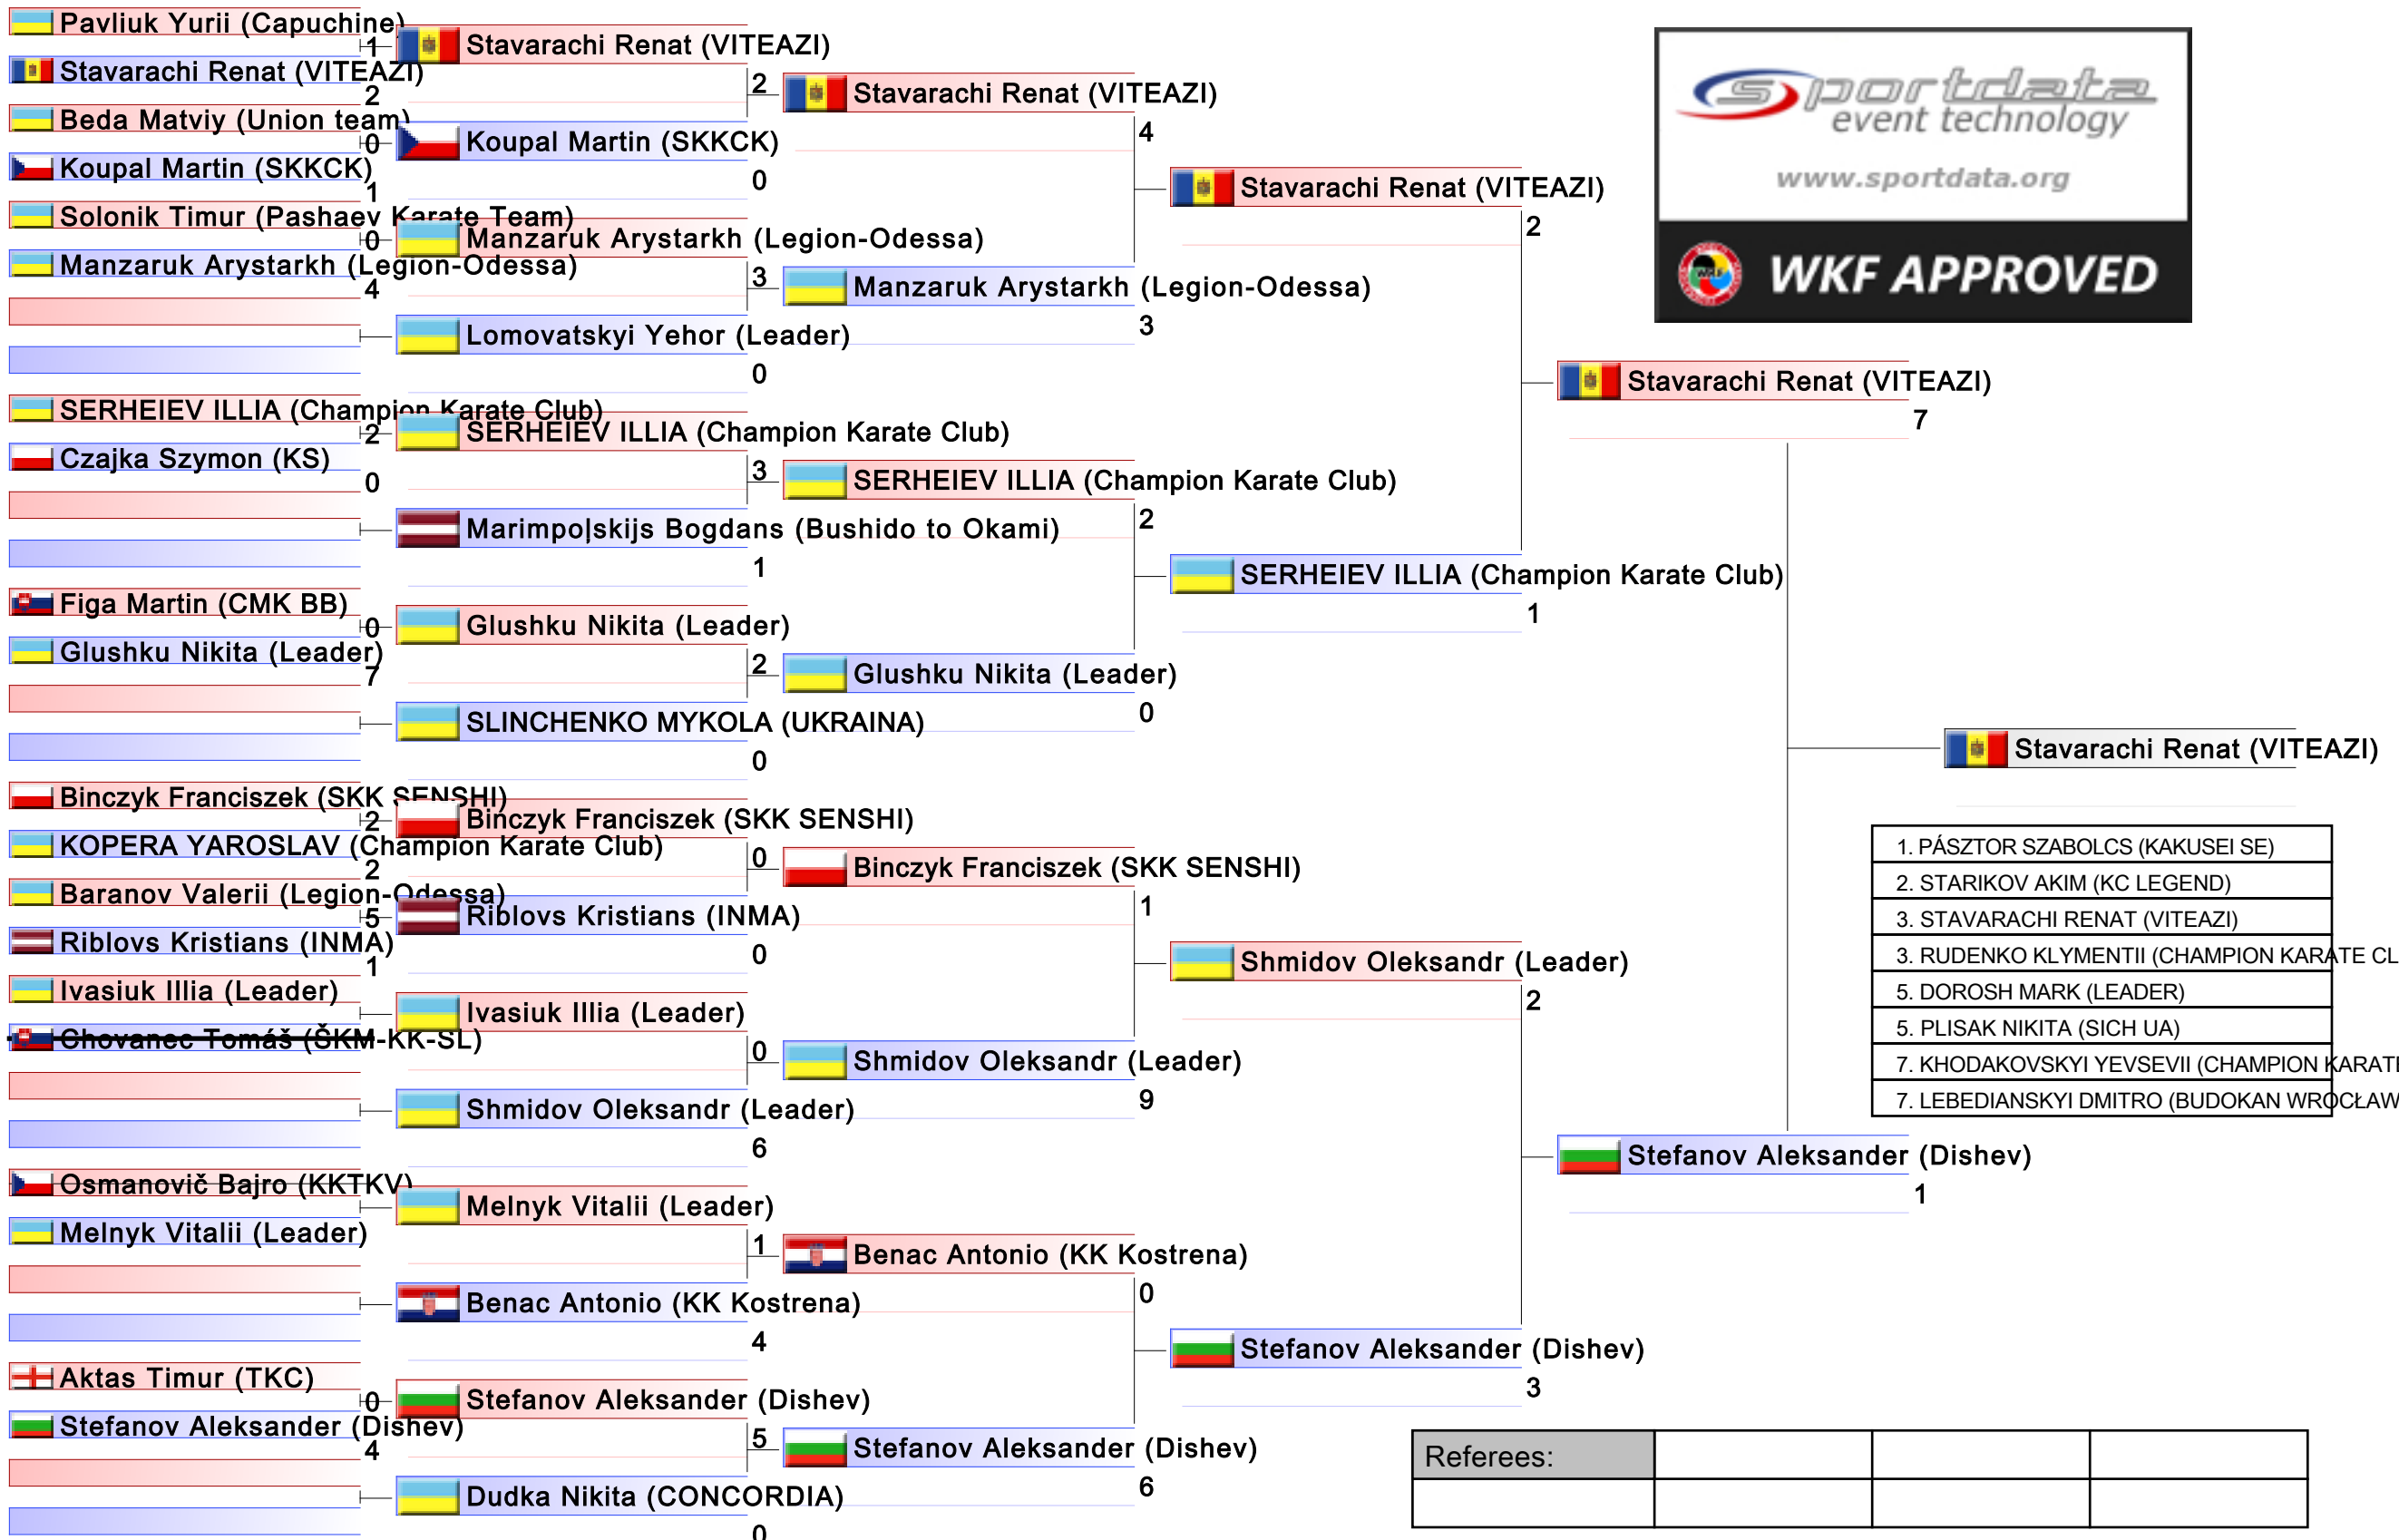 Pavliuk Yurii (Capuchine)
1
Stavarachi Renat (VITEAZI)
2
Beda Matviy (Union team)
0
Koupal Martin (SKKCK)
1
Solonik Timur (Pashaev Karate Team)
0
Manzaruk Arystarkh (Legion-Odessa)
4
SERHEIEV ILLIA (Champion Karate Club)
2
Czajka Szymon (KS)
0
Figa Martin (CMK BB)
0
Glushku Nikita (Leader)
7
Binczyk Franciszek (SKK SENSHI)
2
KOPERA YAROSLAV (Champion Karate Club)
2
Baranov Valerii (Legion-Odessa)
5
Riblovs Kristians (INMA)
1
Ivasiuk Illia (Leader)
Chovanec Tomáš (ŠKM-KK-SL)
Osmanovič Bajro (KKTKV)
Melnyk Vitalii (Leader)
Aktas Timur (TKC)
0
Stefanov Aleksander (Dishev)
4
Stavarachi Renat (VITEAZI)
2
Koupal Martin (SKKCK)
0
Manzaruk Arystarkh (Legion-Odessa)
3
Lomovatskyi Yehor (Leader)
0
SERHEIEV ILLIA (Champion Karate Club)
3
Marimpoļskijs Bogdans (Bushido to Okami)
1
Glushku Nikita (Leader)
2
SLINCHENKO MYKOLA (UKRAINA)
0
Binczyk Franciszek (SKK SENSHI)
0
Riblovs Kristians (INMA)
0
Ivasiuk Illia (Leader)
0
Shmidov Oleksandr (Leader)
6
Melnyk Vitalii (Leader)
1
Benac Antonio (KK Kostrena)
4
Stefanov Aleksander (Dishev)
5
Dudka Nikita (CONCORDIA)
0
Stavarachi Renat (VITEAZI)
4
Manzaruk Arystarkh (Legion-Odessa)
3
SERHEIEV ILLIA (Champion Karate Club)
2
Glushku Nikita (Leader)
0
Binczyk Franciszek (SKK SENSHI)
1
Shmidov Oleksandr (Leader)
9
Benac Antonio (KK Kostrena)
0
Stefanov Aleksander (Dishev)
6
Stavarachi Renat (VITEAZI)
2
SERHEIEV ILLIA (Champion Karate Club)
1
Shmidov Oleksandr (Leader)
2
Stefanov Aleksander (Dishev)
3
Stavarachi Renat (VITEAZI)
7
Stefanov Aleksander (Dishev)
1
Stavarachi Renat (VITEAZI)
sportdata
event technology
www.sportdata.org
WKF APPROVED
1. PÁSZTOR SZABOLCS (KAKUSEI SE)
2. STARIKOV AKIM (KC LEGEND)
3. STAVARACHI RENAT (VITEAZI)
3. RUDENKO KLYMENTII (CHAMPION KARATE CL
5. DOROSH MARK (LEADER)
5. PLISAK NIKITA (SICH UA)
7. KHODAKOVSKYI YEVSEVII (CHAMPION KARATE
7. LEBEDIANSKYI DMITRO (BUDOKAN WROCŁAW
Referees: